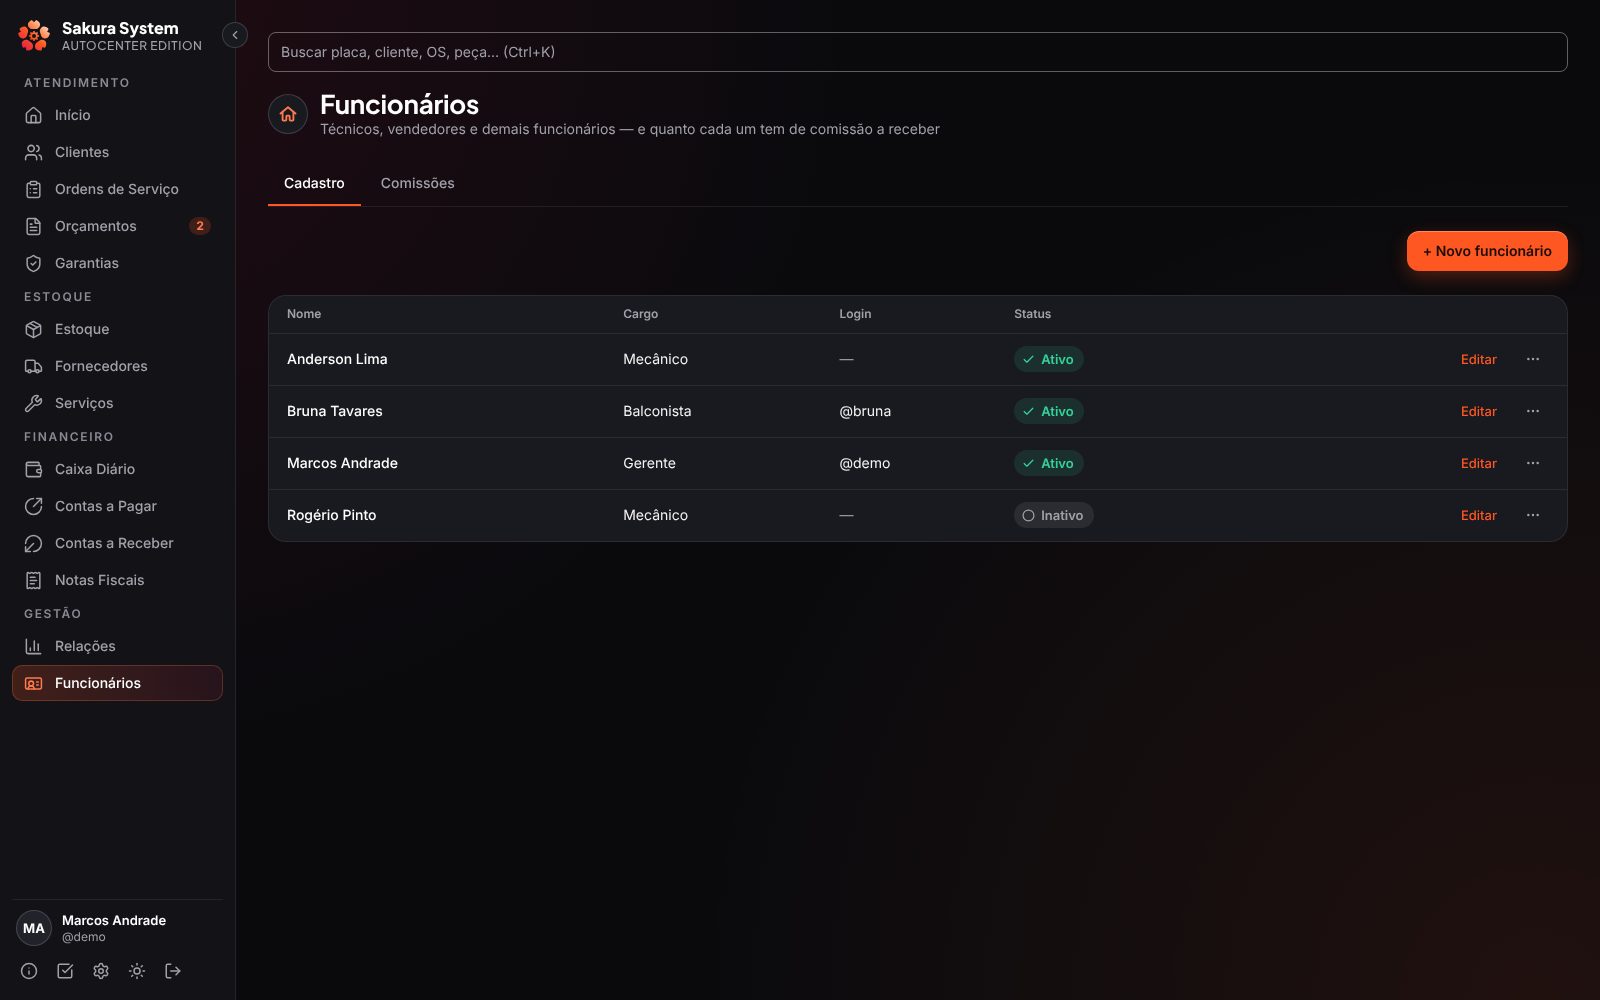 Sakura System
AUTOCENTER EDITION
ATENDIMENTO
Início
Clientes
Ordens de Serviço
Orçamentos 2
Garantias
ESTOQUE
Estoque
Fornecedores
Serviços
FINANCEIRO
Caixa Diário
Contas a Pagar
Contas a Receber
Notas Fiscais
GESTÃO
Relações
Funcionários
MA
Marcos Andrade
@demo
Buscar placa, cliente, OS, peça... (Ctrl+K)
Funcionários
Técnicos, vendedores e demais funcionários — e quanto cada um tem de comissão a receber
Cadastro Comissões
+ Novo funcionário
Nome Cargo Login Status
Anderson Lima Mecânico — Ativo Editar ...
Bruna Tavares Balconista @bruna Ativo Editar ...
Marcos Andrade Gerente @demo Ativo Editar ...
Rogério Pinto Mecânico — Inativo Editar ...